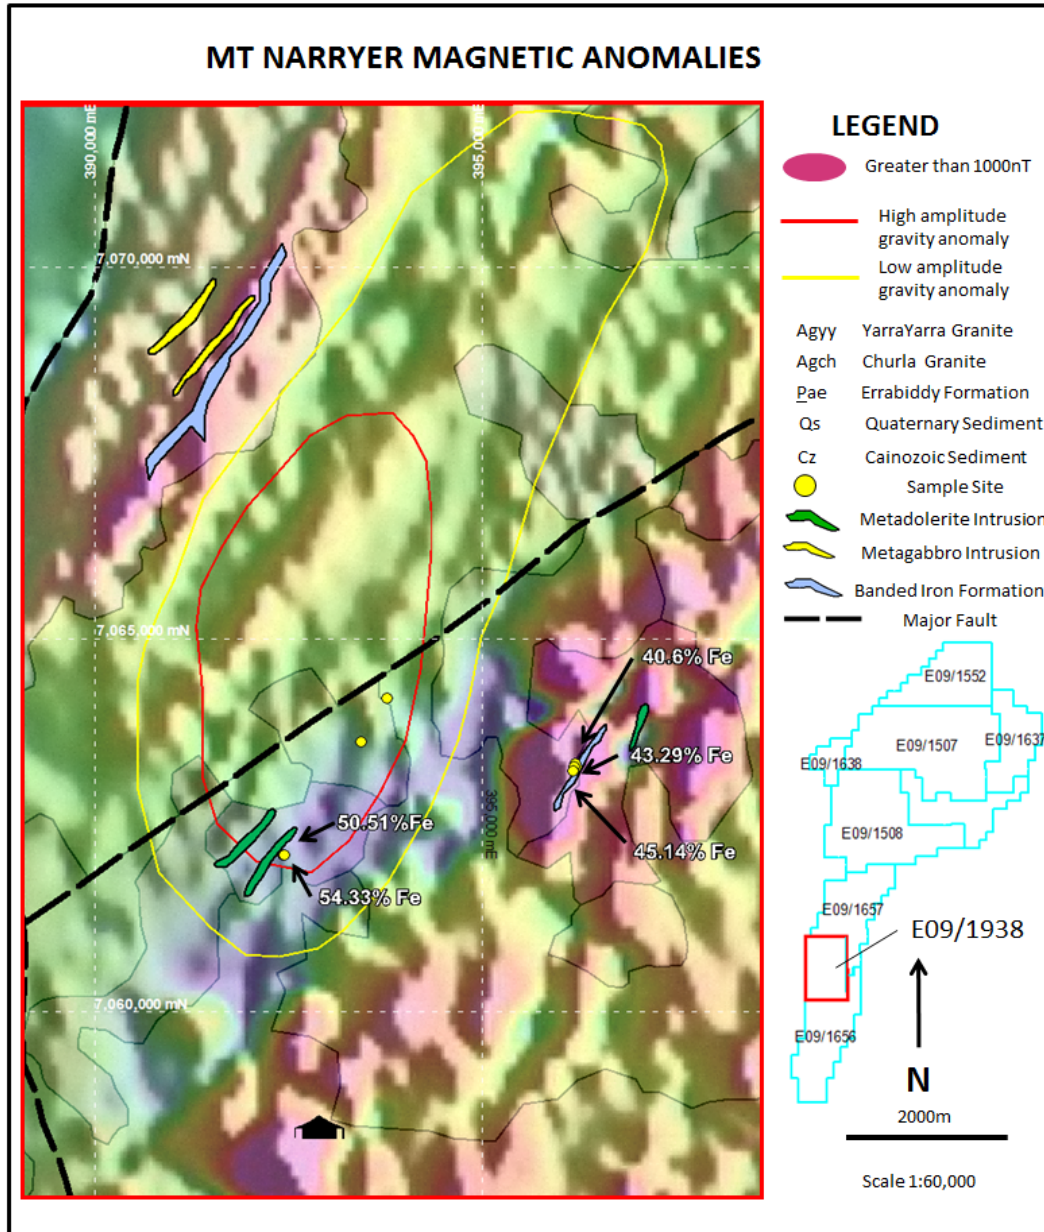 MT NARRYER MAGNETIC ANOMALIES
390,000 mE
395,000 mE
7,070,000 mN
7,065,000 mN
40.6% Fe
43.29% Fe
395,000 mE
50.51%Fe
45.14% Fe
54.33% Fe
7,060,000 mN
LEGEND
Greater than 1000nT
High amplitude
gravity anomaly
Low amplitude
gravity anomaly
Agyy YarraYarra Granite
Agch Churla Granite
Pae Errabiddy Formation
Qs Quaternary Sediment
Cz Cainozoic Sediment
Sample Site
Metadolerite Intrusion
Metagabbro Intrusion
Banded Iron Formation
Major Fault
E09/1552
E09/1507
E09/1637
E09/1638
E09/1508
E09/1657
E09/1938
E09/1656
N
2000m
Scale 1:60,000